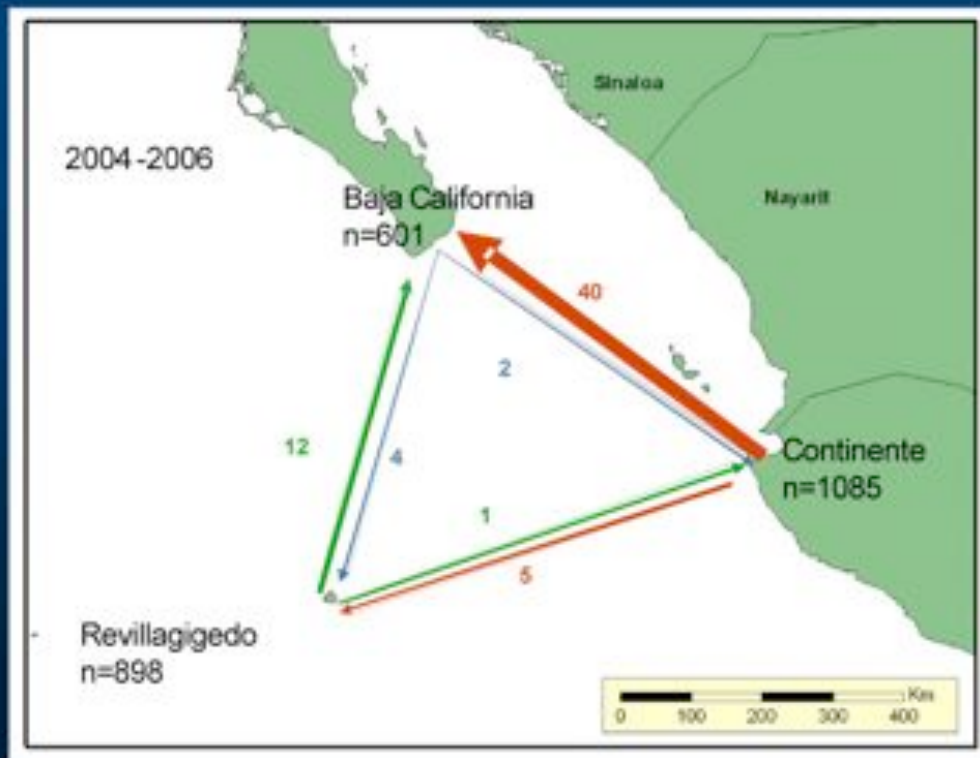 Sinaloa
2004-2006
Baja California
n=601
Nayarit
40
2
12
4
Continente
n=1085
1
5
Revillagigedo
n=898
Km
0 100 200 300 400